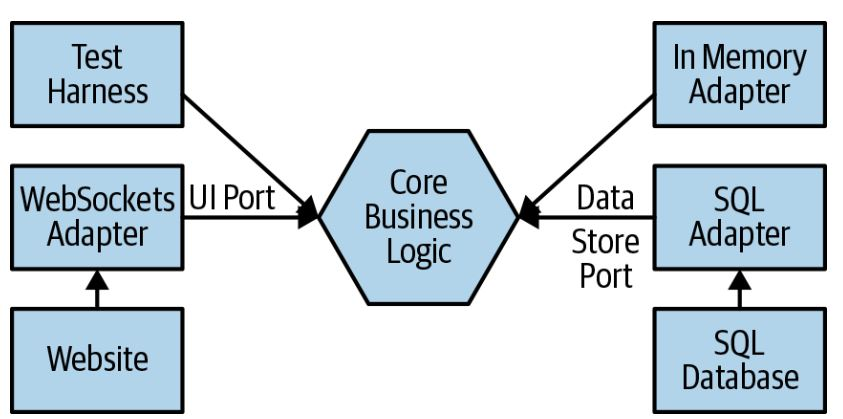 Test
Harness
In Memory
Adapter
WebSockets
Adapter
UI Port
Core
Business
Logic
Data
Store
Port
SQL
Adapter
Website
SQL
Database